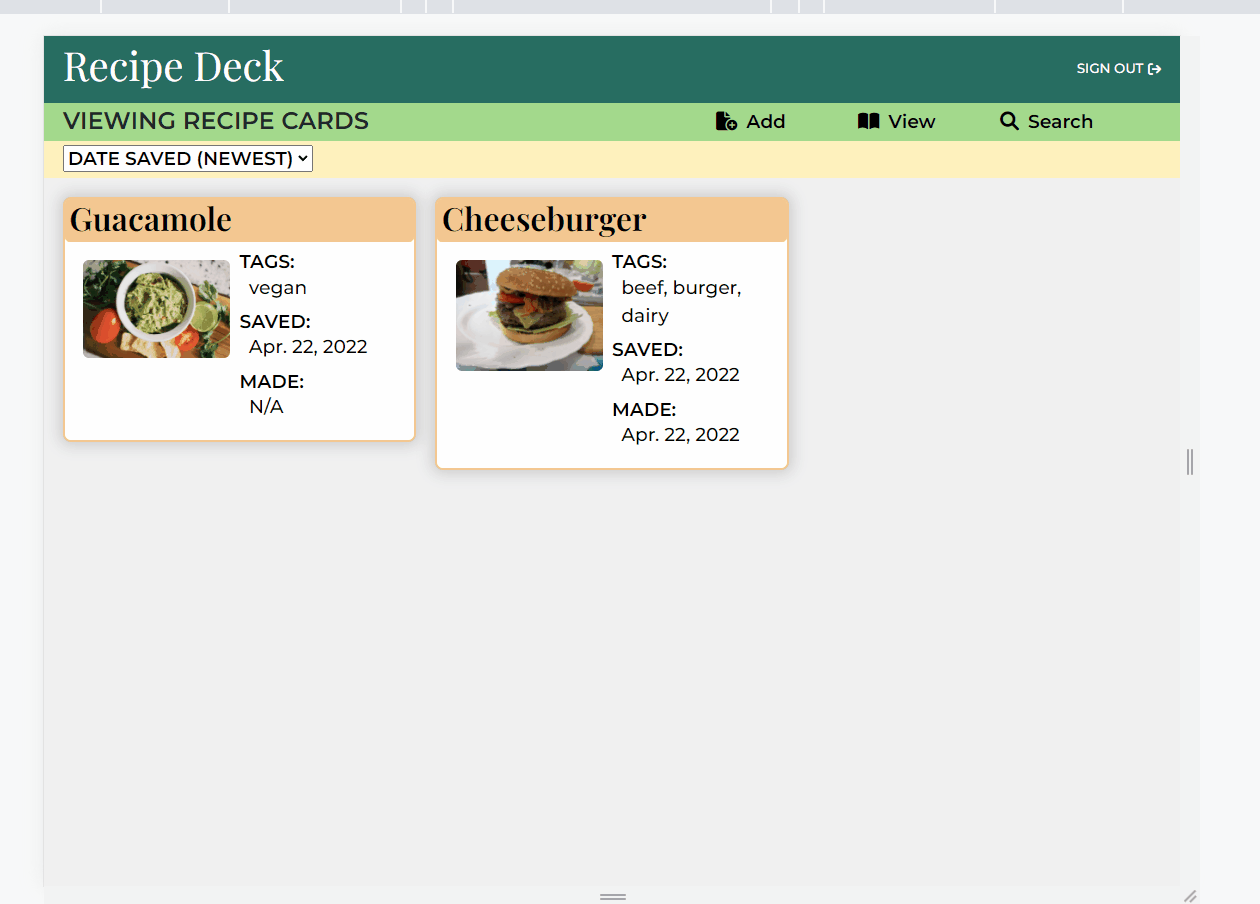 Recipe Deck
SIGN OUT
VIEWING RECIPE CARDS
Add
View
Search
DATE SAVED (NEWEST)
Guacamole
TAGS:
vegan
SAVED:
Apr. 22, 2022
MADE:
N/A
Cheeseburger
TAGS:
beef, burger,
dairy
SAVED:
Apr. 22, 2022
MADE:
Apr. 22, 2022